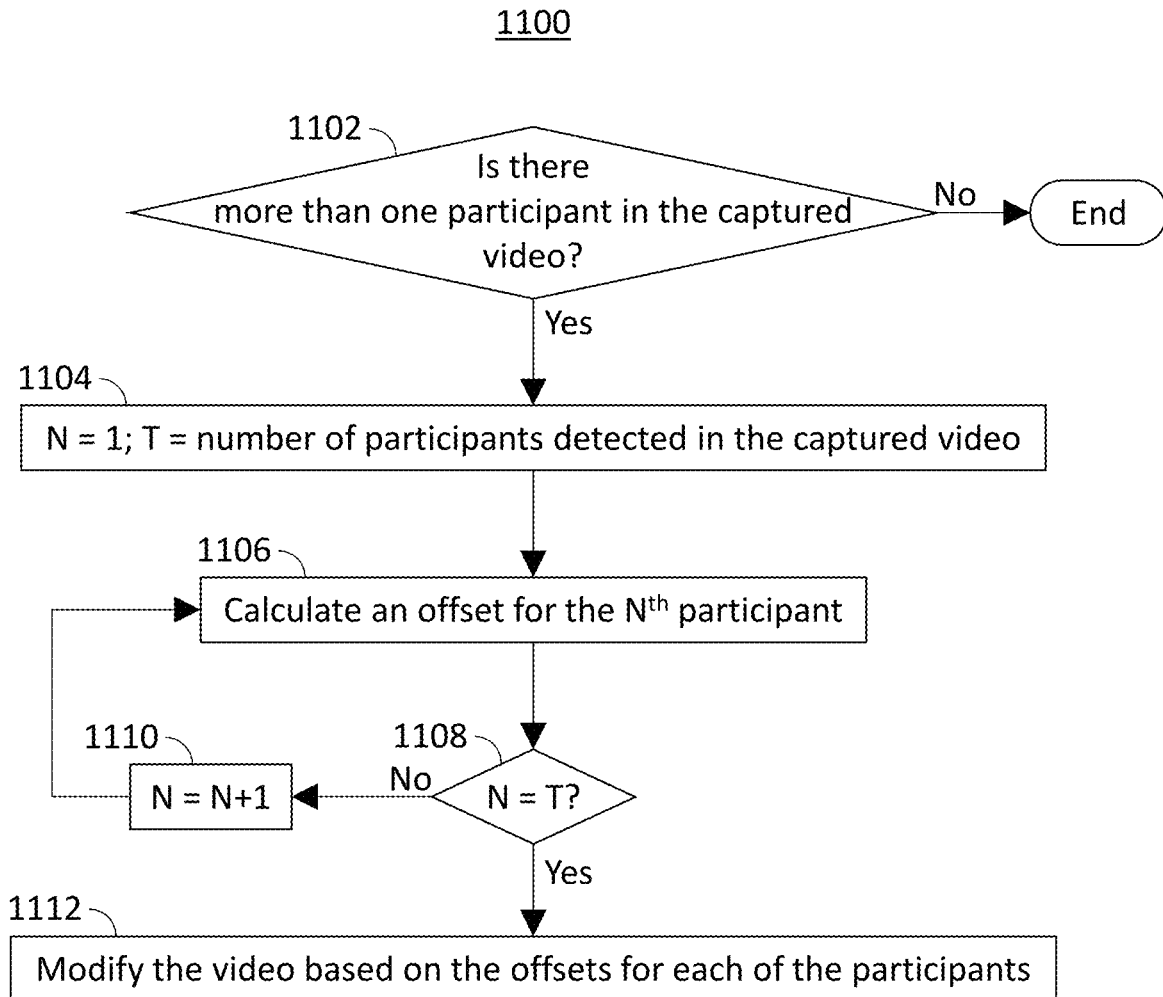 1100
1102
Is there
more than one participant in the captured
video?
No
End
Yes
1104
N = 1; T = number of participants detected in the captured video
1106
Calculate an offset for the Nth participant
1110
1108
N = N+1
No
N = T?
Yes
1112
Modify the video based on the offsets for each of the participants